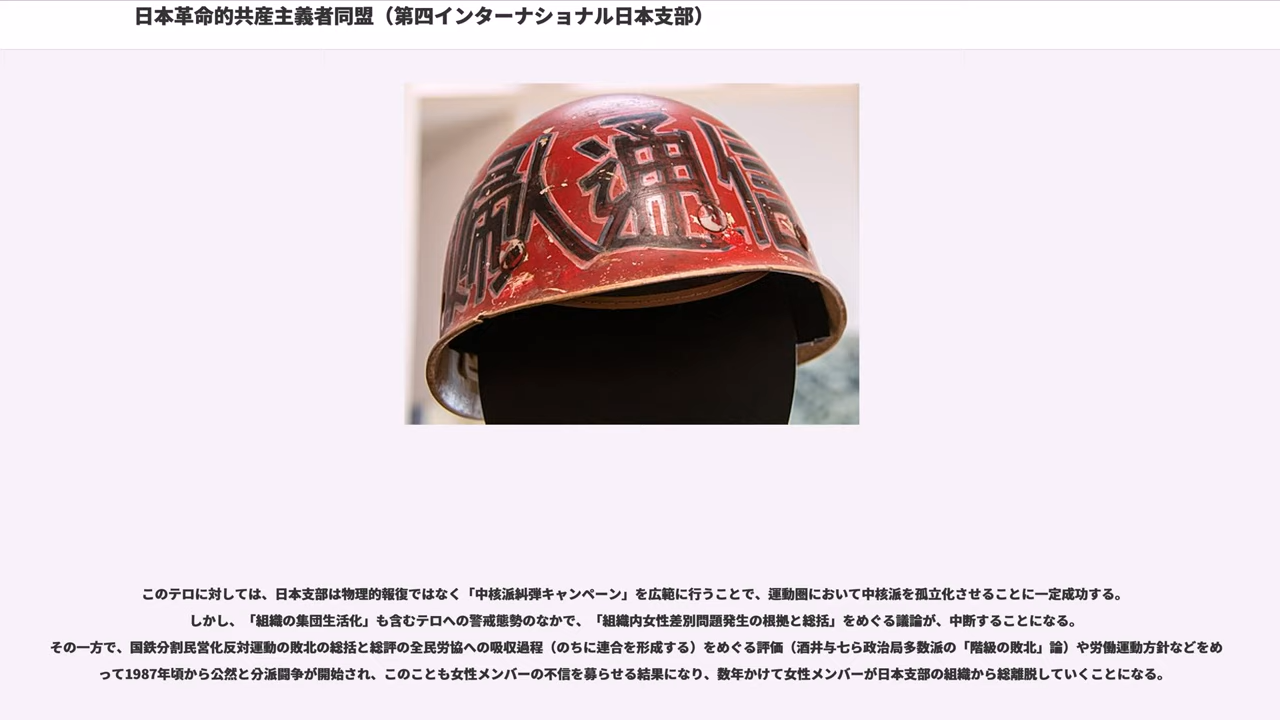 日本革命的共産主義者同盟（第四インターナショナル日本支部）
通信
このテロに対しては、日本支部は物理的報復ではなく「中核派糾弾キャンペーン」を広範に行うことで、運動圏において中核派を孤立化させることに一定成功する。
しかし、「組織の集団生活化」も含むテロへの警戒態勢のなかで、「組織内女性差別問題発生の根拠と総括」をめぐる議論が、中断することになる。
その一方で、国鉄分割民営化反対運動の敗北の総括と総評の全民労協への吸収過程（のちに連合を形成する）をめぐる評価（酒井与七ら政治局多数派の「階級の敗北」論）や労働運動方針などをめ
って1987年頃から公然と分派闘争が開始され、このことも女性メンバーの不信を募らせる結果になり、数年かけて女性メンバーが日本支部の組織から総離脱していくことになる。